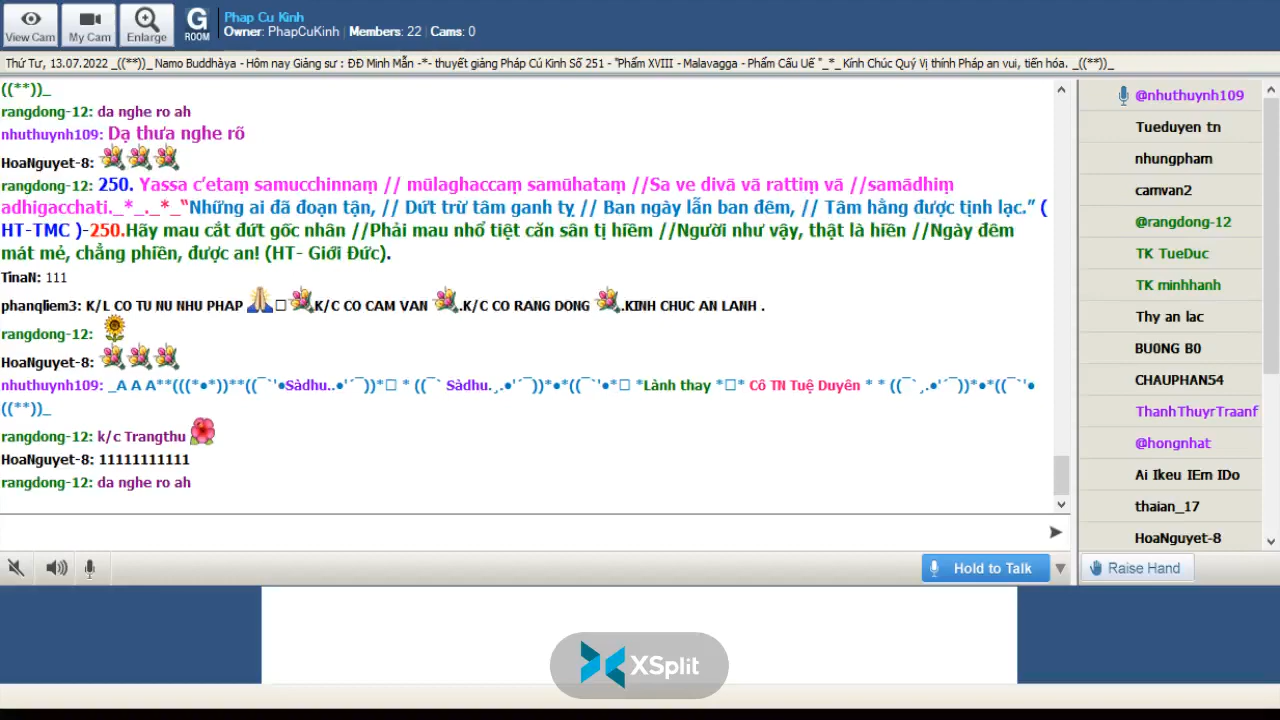 View Cam
My Cam
Enlarge
G
ROOM
Phap Cu Kinh
Owner: PhapCuKinh | Members: 22 | Cams: 0
Thứ Tư, 13.07.2022 _((**))_ Namo Buddhàya - Hôm nay Giảng sư : ĐĐ Minh Mẫn -*- thuyết giảng Pháp Cú Kinh Số 251 - "Phẩm XVIII - Malavagga - Phẩm Cấu Uế "_*_ Kính Chúc Quý Vị thính Pháp an vui, tiến hóa. _((**))_
((**))_
rangdong-12: da nghe ro ah
nhuthuynh109: Dạ thưa nghe rõ
HoaNguyet-8:
rangdong-12: 250. Yassa c’etaṃ samucchinnaṃ // mūlaghaccaṃ samūhataṃ //Sa ve divā vā rattiṃ vā //samādhiṃ
adhigacchati._*_._*_“Những ai đã đoạn tận, // Dứt trừ tâm ganh tỵ // Ban ngày lẫn ban đêm, // Tâm hằng được tịnh lạc.” (
HT-TMC )-250.Hãy mau cắt đứt gốc nhân //Phải mau nhổ tiệt cắn sân tị hiềm //Người như vậy, thật là hiền //Ngày đêm
mát mẻ, chẳng phiền, được an! (HT- Giới Đức).
TinaN: 111
phanqliem3: K/L CO TU NU NHU PHAP □ K/C CO CAM VAN .K/C CO RANG DONG .KINH CHUC AN LANH .
rangdong-12:
HoaNguyet-8:
nhuthuynh109: _A A A**(((*●*))**((¯`'●Sàdhu..●'´¯))*□ * ((¯` Sàdhu.¸.●'´¯))*●*((¯`'●*□ *Lành thay *□* Cô TN Tuệ Duyên * * ((¯`¸.●'´¯))*●*((¯`'●
((**))_
rangdong-12: k/c Trangthu
HoaNguyet-8: 11111111111
rangdong-12: da nghe ro ah
@nhuthuynh109
Tueduyen tn
nhungpham
camvan2
@rangdong-12
TK TueDuc
TK minhhanh
Thy an lac
BU0NG B0
CHAUPHAN54
ThanhThuyrTraanf
@hongnhat
Ai Ikeu IEm IDo
thaian_17
HoaNguyet-8
Hold to Talk
Raise Hand
XSplit